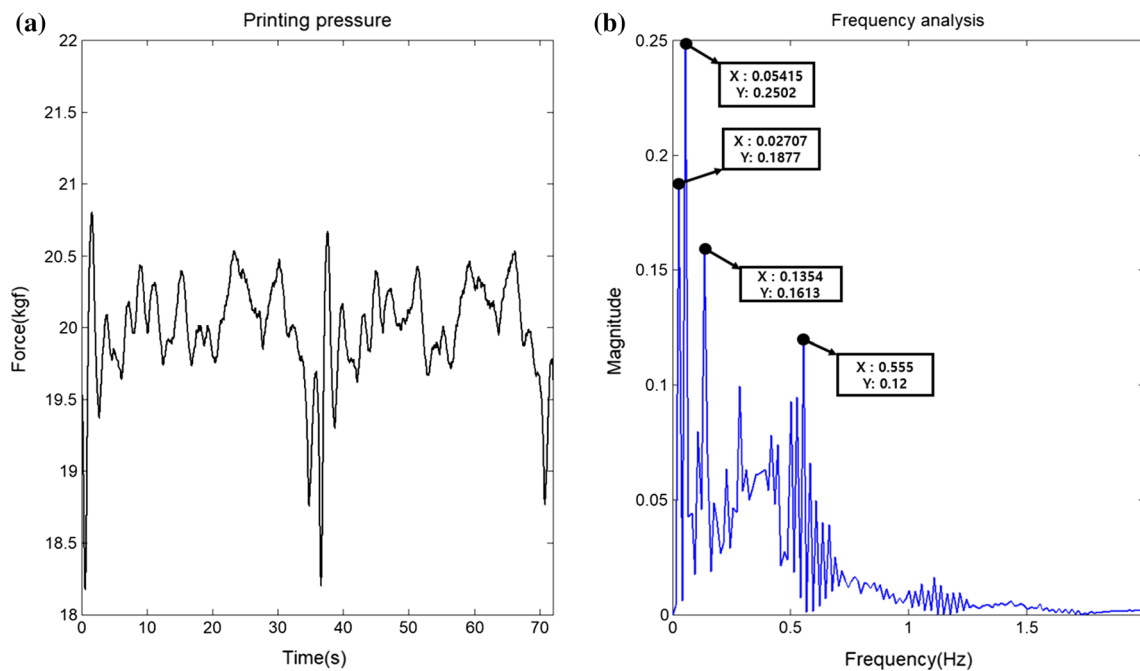 (a)
Printing pressure
22
21.5
21
20.5
20
19.5
19
18.5
18
0
10
20
30
40
50
60
70
Force(kgf)
Time(s)
(b)
Frequency analysis
0.25
0.2
0.15
0.1
0.05
0
0
0.5
1
1.5
Magnitude
Frequency(Hz)
X : 0.05415
Y: 0.2502
X : 0.02707
Y: 0.1877
X : 0.1354
Y: 0.1613
X : 0.555
Y: 0.12